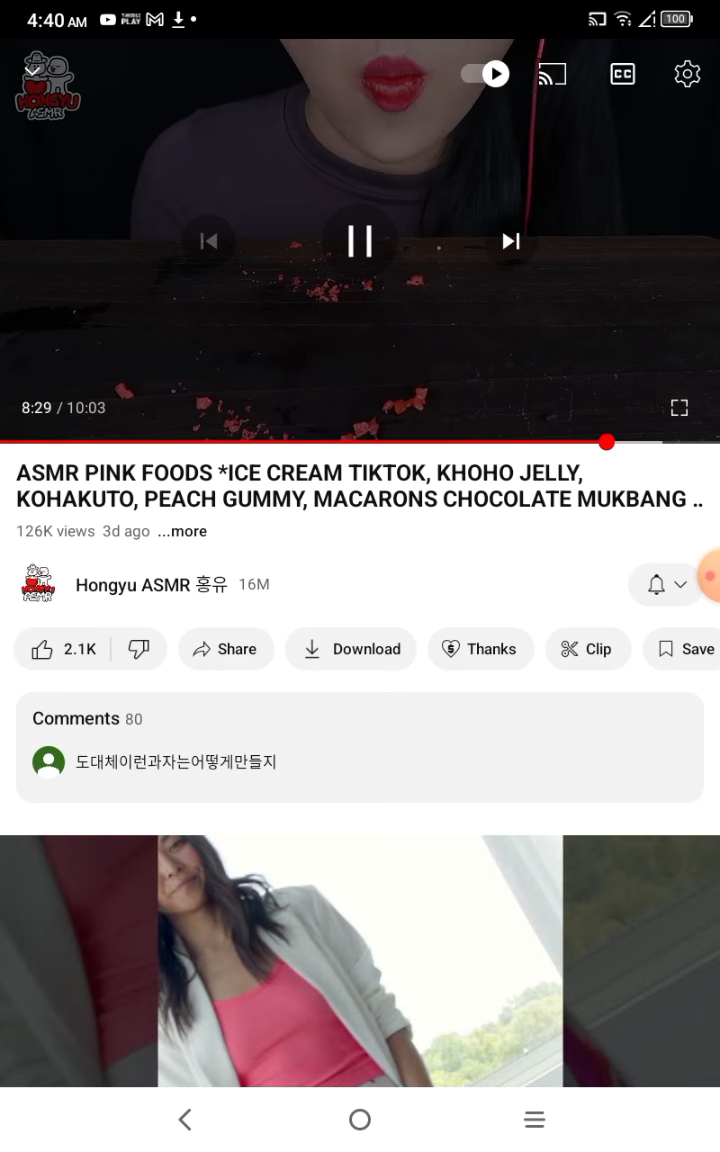 4:40 AM
100
HONGYU
ASMR
CC
8:29 / 10:03
ASMR PINK FOODS *ICE CREAM TIKTOK, KHOHO JELLY,
KOHAKUTO, PEACH GUMMY, MACARONS CHOCOLATE MUKBANG ..
126K views 3d ago ...more
Hongyu ASMR 홍유 16M
2.1K Share Download Thanks Clip Save
Comments 80
도대체이런과자는어떻게만들지